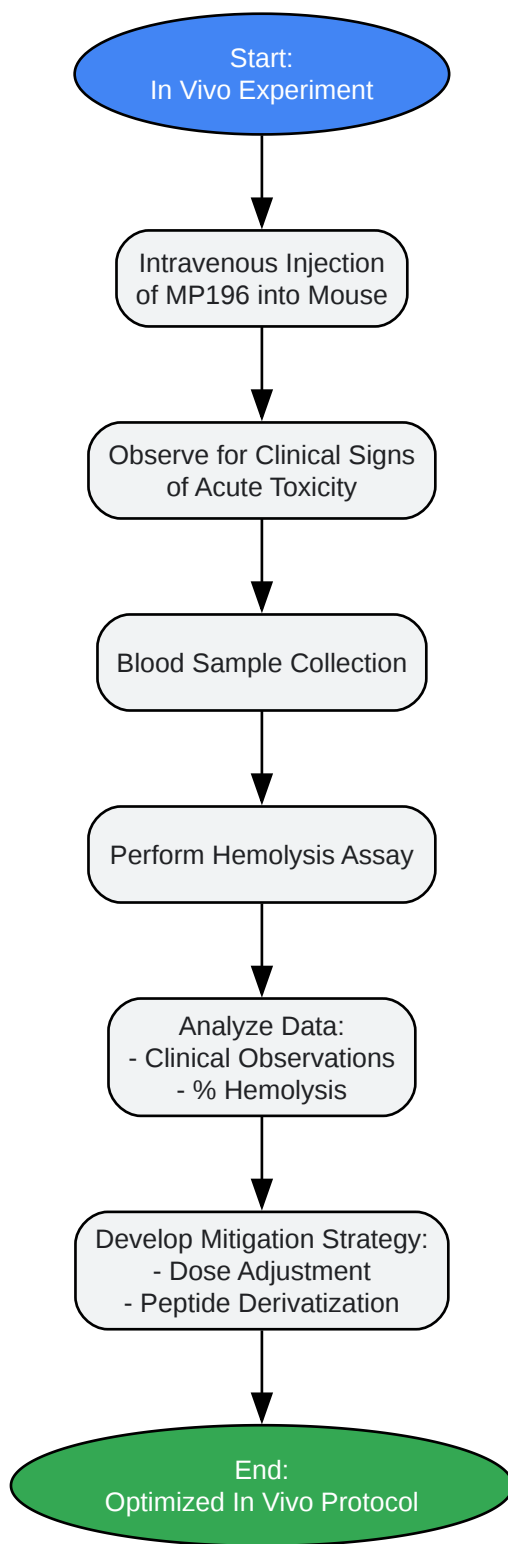 Start:
In Vivo Experiment
Intravenous Injection
of MP196 into Mouse
Observe for Clinical Signs
of Acute Toxicity
Blood Sample Collection
Perform Hemolysis Assay
Analyze Data:
- Clinical Observations
- % Hemolysis
Develop Mitigation Strategy:
- Dose Adjustment
- Peptide Derivatization
End:
Optimized In Vivo Protocol